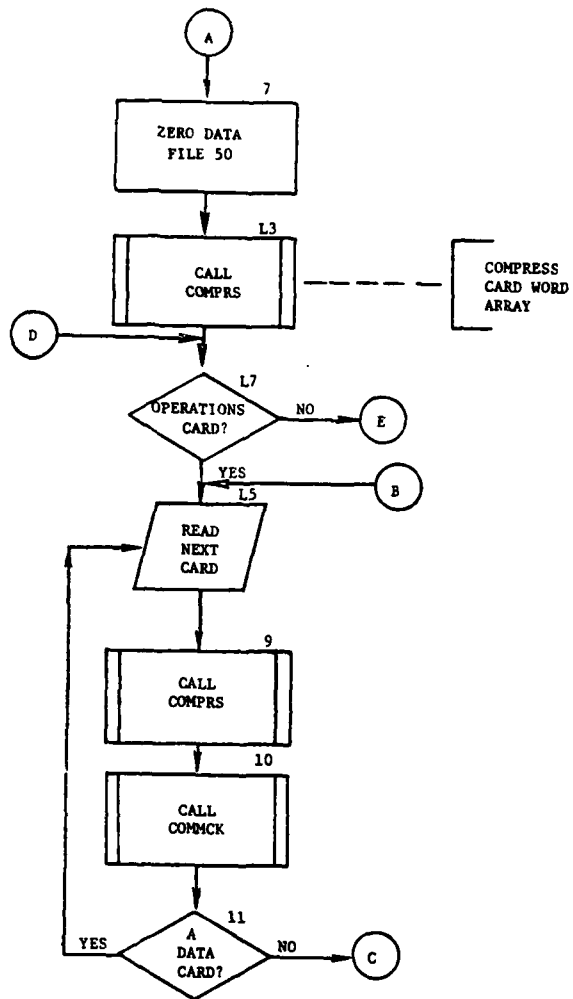 A
7
ZERO DATA
FILE 50
L3
CALL
COMPRS
COMPRESS
CARD WORD
ARRAY
D
L7
OPERATIONS
CARD?
NO
E
YES
B
L5
READ
NEXT
CARD
9
CALL
COMPRS
10
CALL
COMMCK
11
A
DATA
CARD?
YES
NO
C